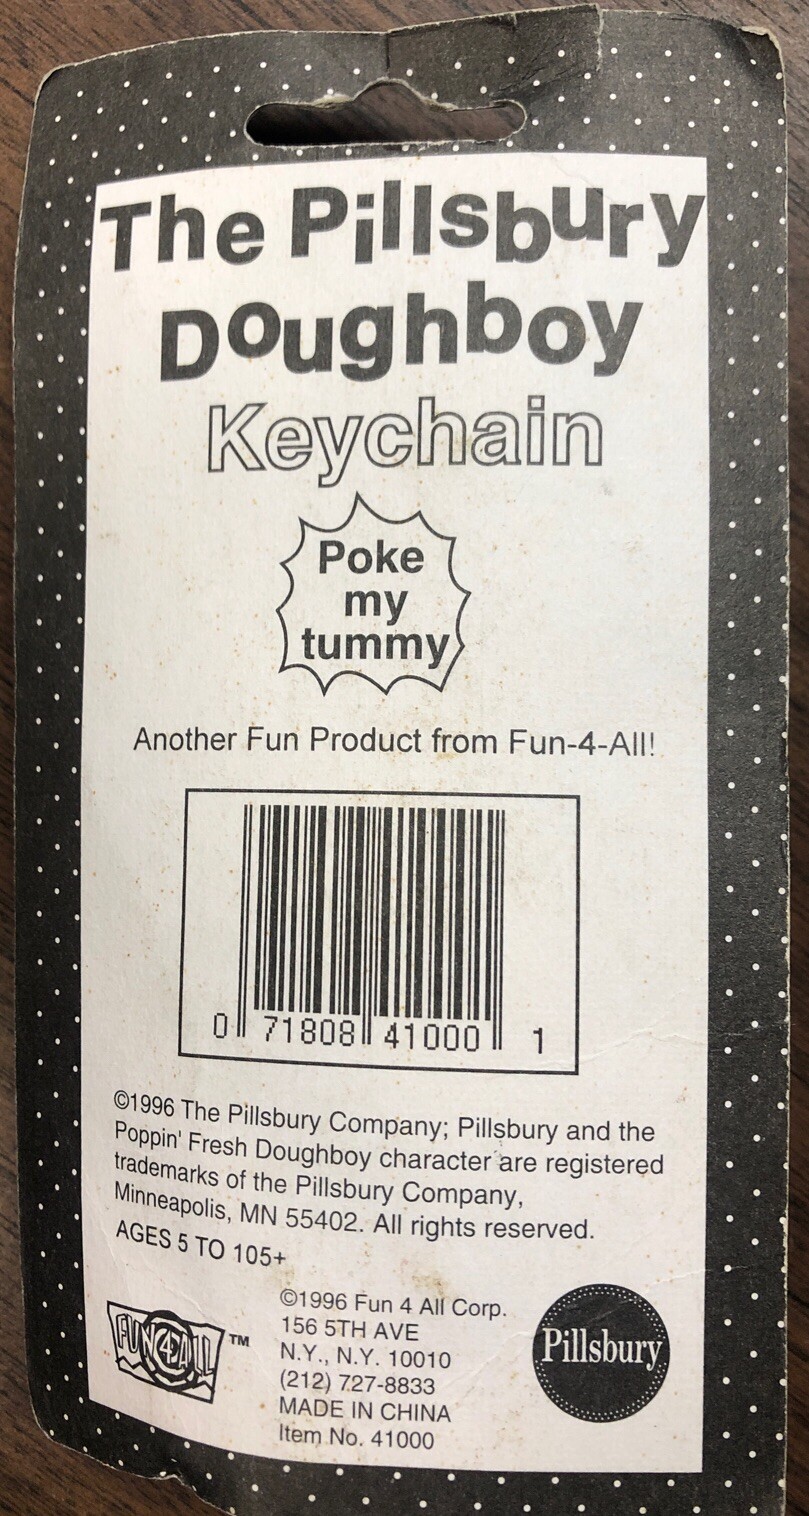 The Pillsbury
Doughboy
Keychain
Poke
my
tummy
Another Fun Product from Fun-4-All!
0 71808 41000 1
©1996 The Pillsbury Company; Pillsbury and the
Poppin' Fresh Doughboy character are registered
trademarks of the Pillsbury Company,
Minneapolis, MN 55402. All rights reserved.
AGES 5 TO 105+
FUN 4 ALL TM
©1996 Fun 4 All Corp.
156 5TH AVE
N.Y., N.Y. 10010
(212) 727-8833
MADE IN CHINA
Item No. 41000
Pillsbury